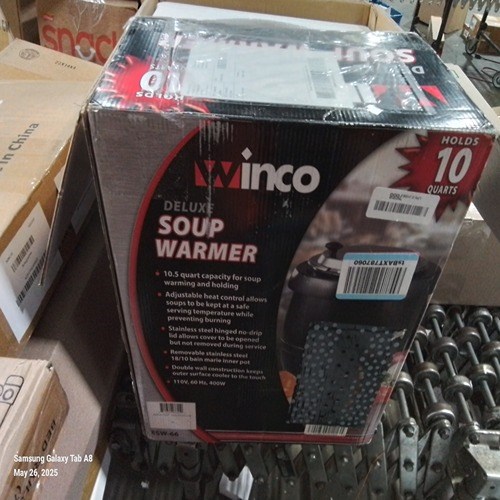 snack
in China
SOUP
HOLDS
10
QUARTS
Winco
DELUXE
SOUP
WARMER
• 10.5 quart capacity for soup
warming and holding
• Adjustable heat control allows
soups to be kept at a safe
serving temperature while
preventing burning
• Stainless steel hinged no-drip
lid allows cover to be opened
but not removed during service
• Removable stainless steel
18/10 bain marie inner pot
• Double wall construction keeps
outer surface cooler to the touch
• 110V, 60 Hz, 400W
ESW-66
tsBAXT787060
Samsung Galaxy Tab A8
May 26, 2025